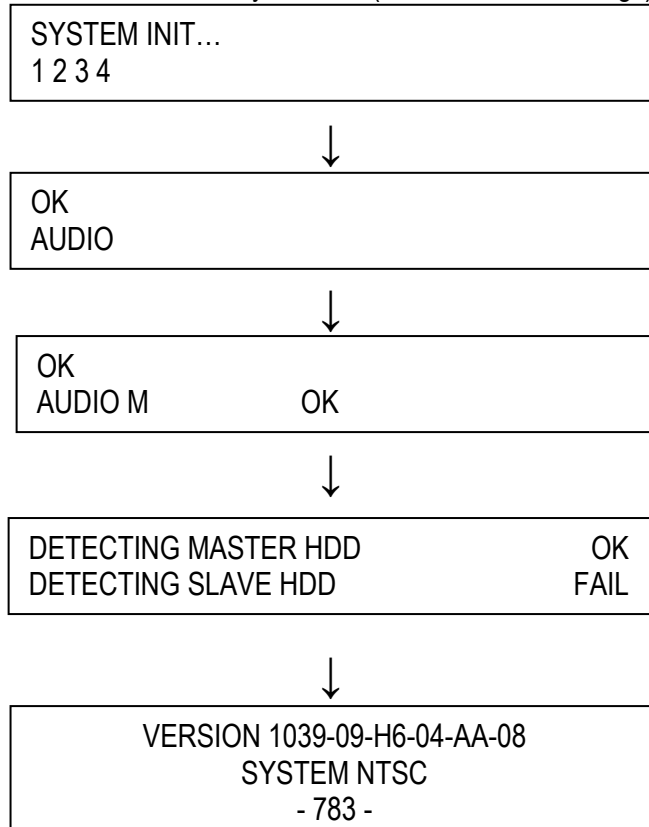 SYSTEM INIT…
1 2 3 4
↓
OK
AUDIO
↓
OK
AUDIO M OK
↓
DETECTING MASTER HDD OK
DETECTING SLAVE HDD FAIL
↓
VERSION 1039-09-H6-04-AA-08
SYSTEM NTSC
- 783 -